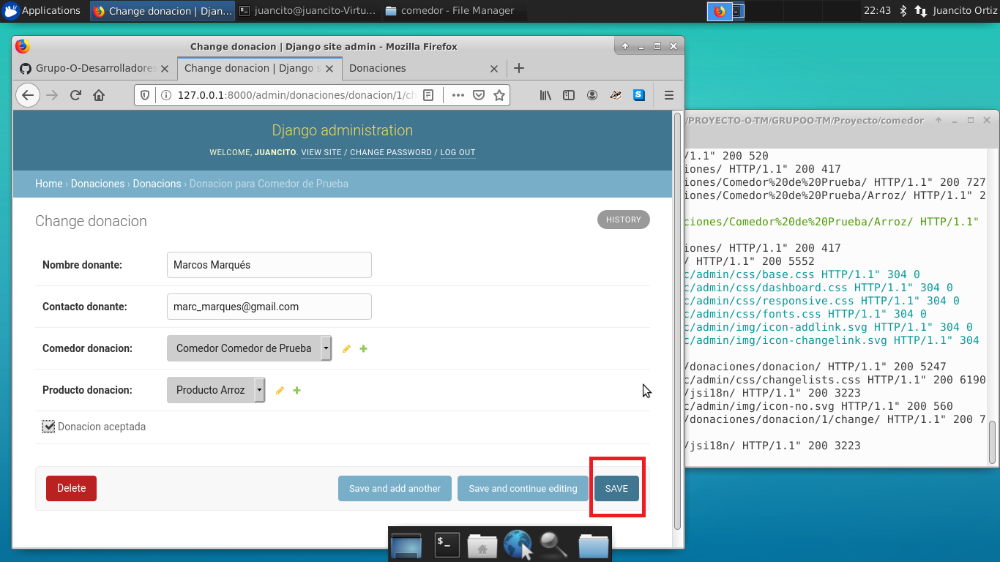 Applications
Change donacion | Djan...
juancito@juancito-Virtu...
comedor - File Manager
22:43
Juancito Ortiz
Change donacion | Django site admin - Mozilla Firefox
Grupo-O-Desarrolladores
Change donacion | Django s
Donaciones
127.0.0.1:8000/admin/donaciones/donacion/1/ch
Django administration
WELCOME, JUANCITO. VIEW SITE / CHANGE PASSWORD / LOG OUT
Home › Donaciones › Donacions › Donacion para Comedor de Prueba
Change donacion
HISTORY
Nombre donante:
Marcos Marqués
Contacto donante:
marc_marques@gmail.com
Comedor donacion:
Comedor Comedor de Prueba
Producto donacion:
Producto Arroz
Donacion aceptada
Delete
Save and add another
Save and continue editing
SAVE
/PROYECTO-O-TM/GRUPOO-TM/Proyecto/comedor
/1.1" 200 520
iones/ HTTP/1.1" 200 417
iones/Comedor%20de%20Prueba/ HTTP/1.1" 200 727
iones/Comedor%20de%20Prueba/Arroz/ HTTP/1.1" 2
ciones/Comedor%20de%20Prueba/Arroz/ HTTP/1.1"
iones/ HTTP/1.1" 200 417
/ HTTP/1.1" 200 5552
c/admin/css/base.css HTTP/1.1" 304 0
c/admin/css/dashboard.css HTTP/1.1" 304 0
c/admin/css/responsive.css HTTP/1.1" 304 0
c/admin/css/fonts.css HTTP/1.1" 304 0
c/admin/img/icon-addlink.svg HTTP/1.1" 304 0
c/admin/img/icon-changelink.svg HTTP/1.1" 304
/donaciones/donacion/ HTTP/1.1" 200 5247
c/admin/css/changelists.css HTTP/1.1" 200 6190
/jsi18n/ HTTP/1.1" 200 3223
c/admin/img/icon-no.svg HTTP/1.1" 200 560
/donaciones/donacion/1/change/ HTTP/1.1" 200 7
/jsi18n/ HTTP/1.1" 200 3223